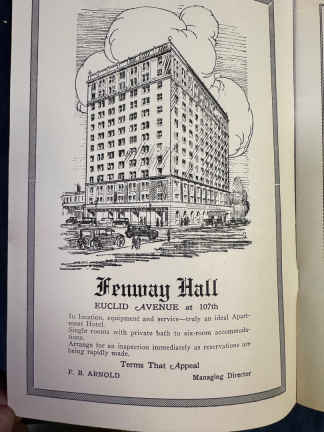 Fenway Hall
EUCLID AVENUE at 107th
In location, equipment and service—truly an ideal Apart-
ment Hotel.
Single rooms with private bath to six-room accommoda-
tions.
Arrange for an inspection immediately as reservations are
being rapidly made.
Terms That Appeal
F. B. ARNOLD Managing Director